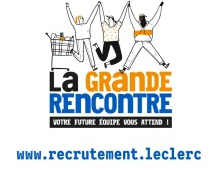 LA GRANDE
RENCONTRE
VOTRE FUTURE ÉQUIPE VOUS ATTEND !
www.recrutement.leclerc